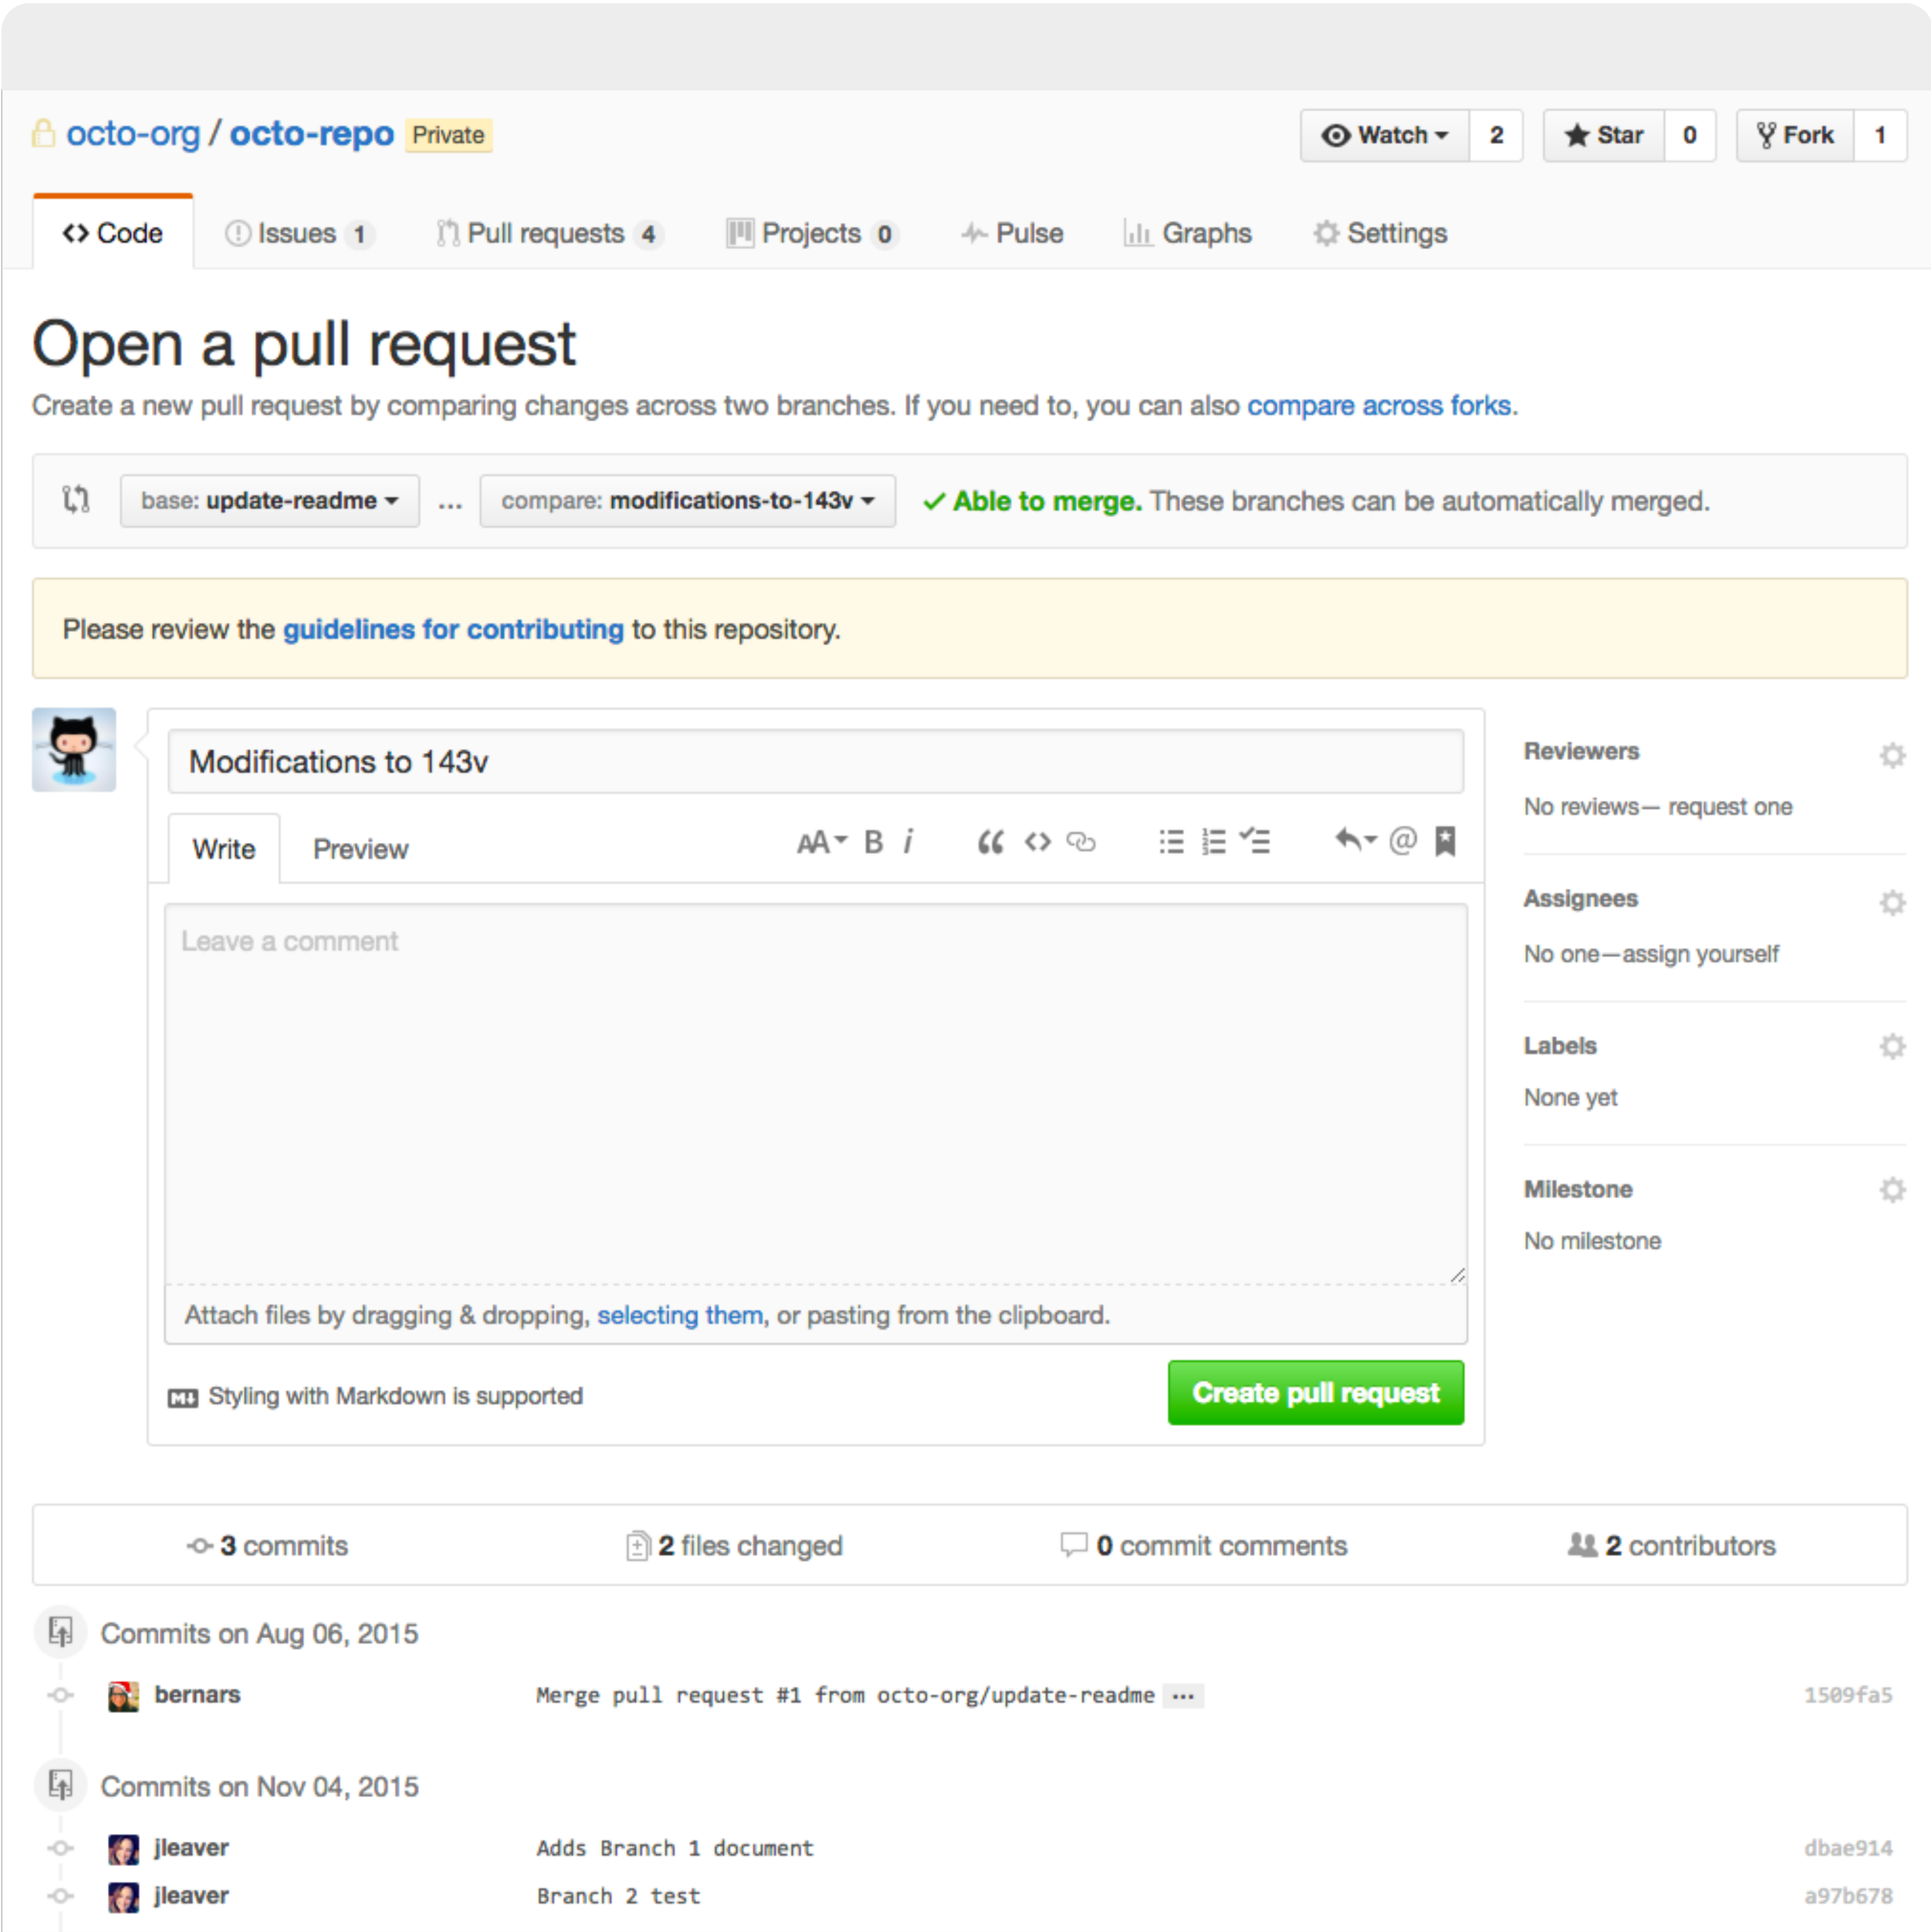 octo-org / octo-repo Private Watch 2 Star 0 Fork 1
Code Issues 1 Pull requests 4 Projects 0 Pulse Graphs Settings
Open a pull request
Create a new pull request by comparing changes across two branches. If you need to, you can also compare across forks.
base: update-readme ... compare: modifications-to-143v Able to merge. These branches can be automatically merged.
Please review the guidelines for contributing to this repository.
Modifications to 143v
Write Preview AA B i
Leave a comment
Attach files by dragging & dropping, selecting them, or pasting from the clipboard.
Styling with Markdown is supported
Create pull request
Reviewers
No reviews— request one
Assignees
No one—assign yourself
Labels
None yet
Milestone
No milestone
3 commits 2 files changed 0 commit comments 2 contributors
Commits on Aug 06, 2015
bernars Merge pull request #1 from octo-org/update-readme ... 1509fa5
Commits on Nov 04, 2015
jleaver Adds Branch 1 document dbae914
jleaver Branch 2 test a97b678